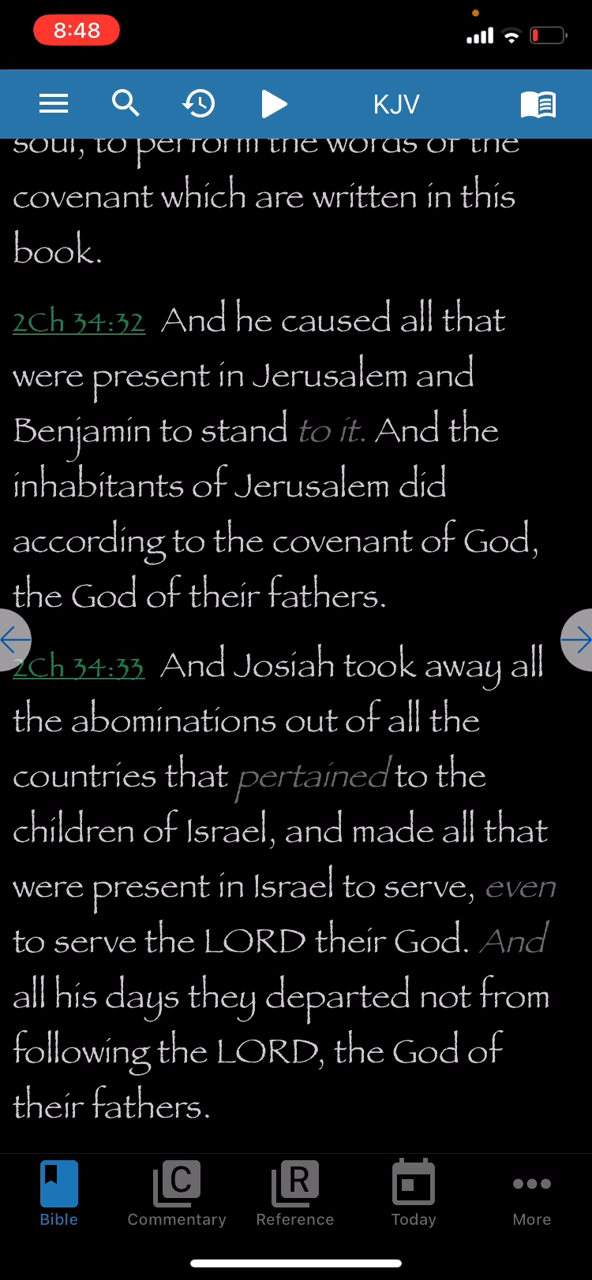 8:48
KJV
soul, to perform the words of the
covenant which are written in this
book.
2Ch 34:32 And he caused all that
were present in Jerusalem and
Benjamin to stand to it. And the
inhabitants of Jerusalem did
according to the covenant of God,
the God of their fathers.
2Ch 34:33 And Josiah took away all
the abominations out of all the
countries that pertained to the
children of Israel, and made all that
were present in Israel to serve, even
to serve the LORD their God. And
all his days they departed not from
following the LORD, the God of
their fathers.
C R
Bible Commentary Reference Today More